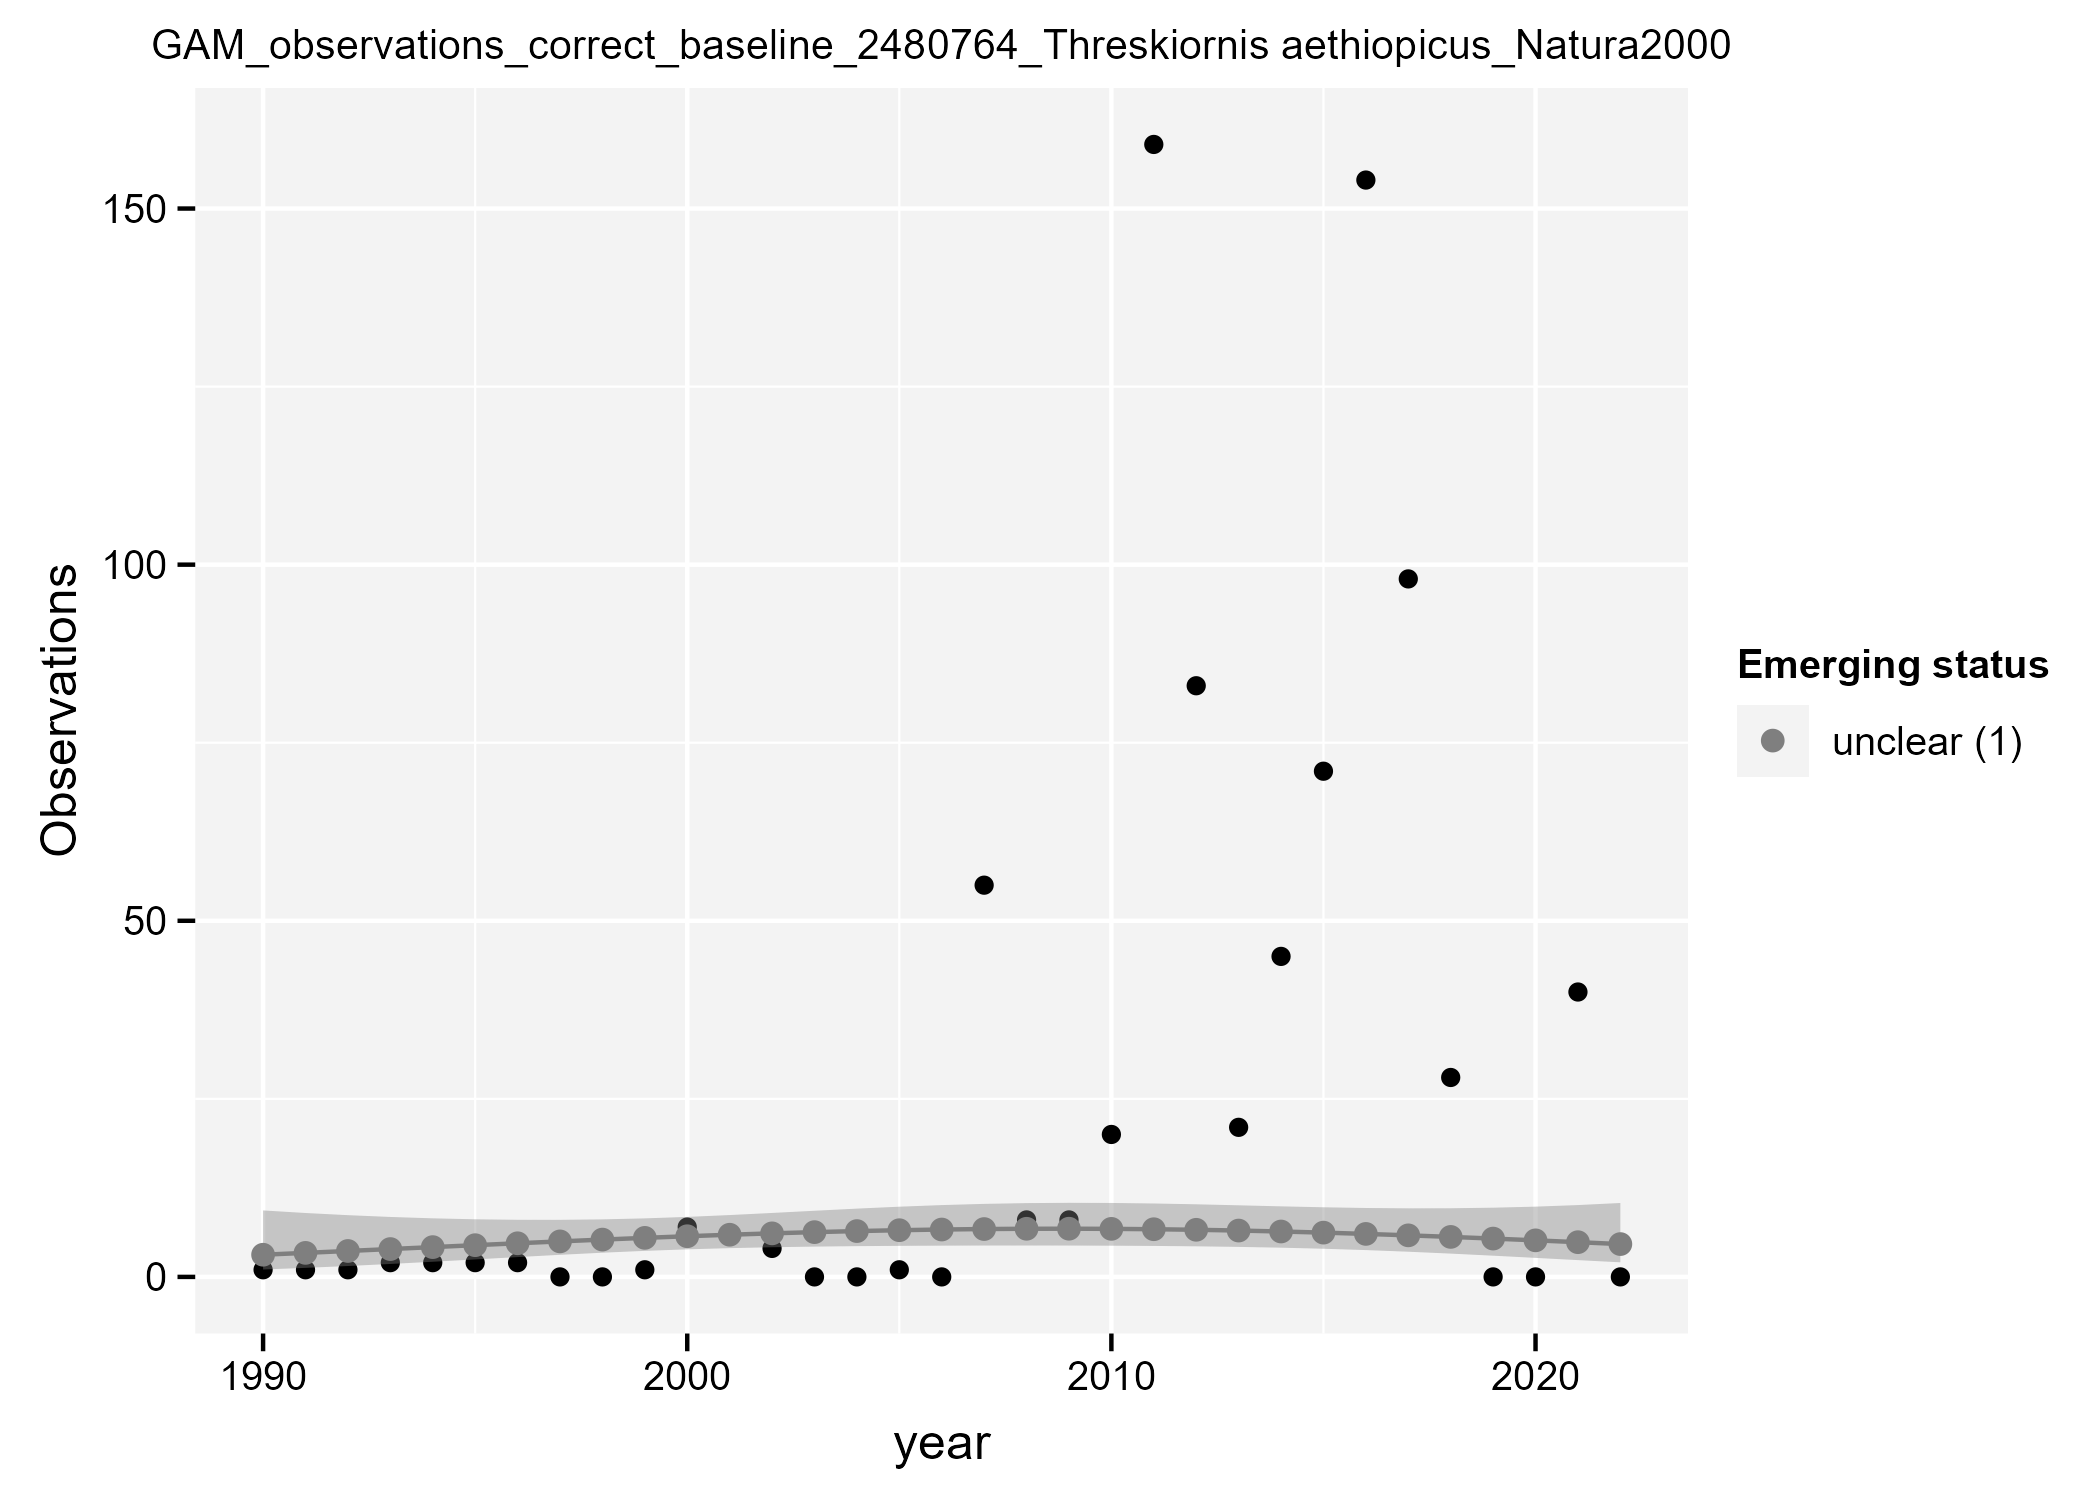 GAM_observations_correct_baseline_2480764_Threskiornis aethiopicus_Natura2000
Observations
150
100
50
0
1990
2000
2010
2020
year
Emerging status
unclear (1)